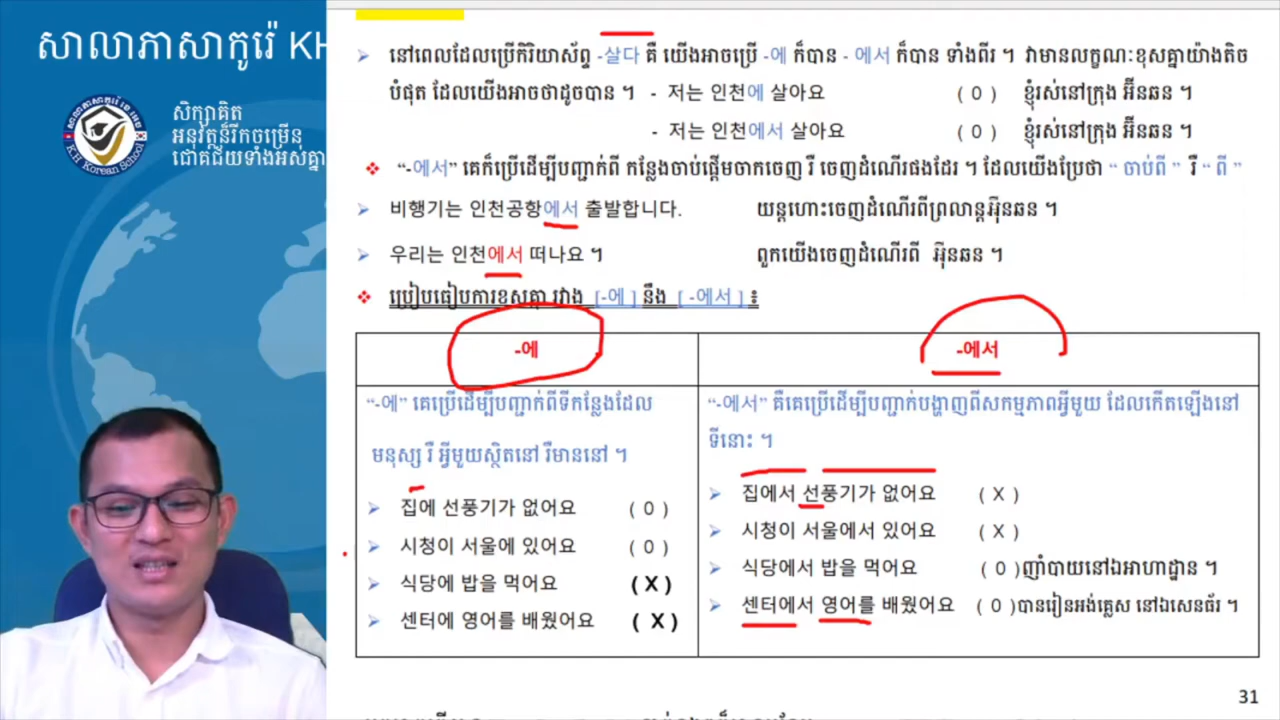 សាលាភាសាកូរ៉េ KH
សិក្សាគិត
អនុវត្តន៍រីកចម្រើន
ជោគជ័យទាំងអស់គ្នា
K.H Korean School
➢ នៅពេលដែលប្រើកិរិយាស័ព្ទ -살다 គឺ យើងអាចប្រើ -에 ក៏បាន - 에서 ក៏បាន ទាំងពីរ ។ វាមានលក្ខណៈខុសគ្នាយ៉ាងតិច
បំផុត ដែលយើងអាចថាដូចបាន ។ - 저는 인천에 살아요 ( O ) ខ្ញុំរស់នៅក្រុង អ៊ីនឆន ។
- 저는 인천에서 살아요 ( O ) ខ្ញុំរស់នៅក្រុង អ៊ីនឆន ។
❖ “-에서” គេក៏ប្រើដើម្បីបញ្ជាក់ពី កន្លែងចាប់ផ្តើមចាកចេញ រឺ ចេញដំណើរផងដែរ ។ ដែលយើងប្រែថា “ ចាប់ពី ” រឺ “ ពី ”
➢ 비행기는 인천공항에서 출발합니다. យន្តហោះចេញដំណើរពីព្រលានអ៊ីនឆន ។
➢ 우리는 인천에서 떠나요 ។ ពួកយើងចេញដំណើរពី អ៊ីនឆន ។
❖ ប្រៀបធៀបការខុសគ្នា រវាង [-에 ] នឹង [ -에서 ] ៖
-에 -에서
“-에” គេប្រើដើម្បីបញ្ជាក់ពីទីកន្លែងដែល
មនុស្ស រឺ អ្វីមួយស្ថិតនៅ រឺមាននៅ ។
➢ 집에 선풍기가 없어요 ( O )
➢ 시청이 서울에 있어요 ( O )
➢ 식당에 밥을 먹어요 ( X )
➢ 센터에 영어를 배웠어요 ( X )
“-에서” គឺគេប្រើដើម្បីបញ្ជាក់បង្ហាញពីសកម្មភាពអ្វីមួយ ដែលកើតឡើងនៅ
ទីនោះ ។
➢ 집에서 선풍기가 없어요 ( X )
➢ 시청이 서울에서 있어요 ( X )
➢ 식당에서 밥을 먹어요 ( O )ញ៉ាំបាយនៅឯអាហាដ្ឋាន ។
➢ 센터에서 영어를 배웠어요 ( O )បានរៀនអង់គ្លេស នៅឯសេនធ័រ ។
31